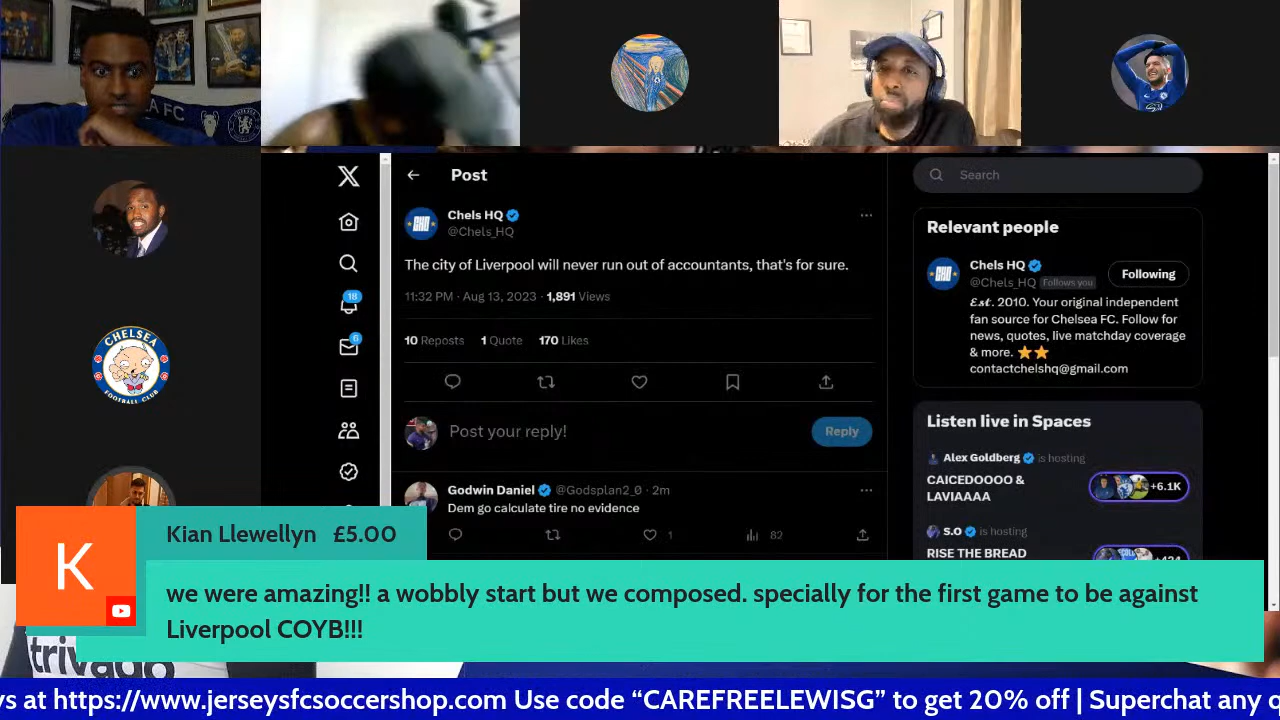 A FC
Post
Search
Chels HQ
@Chels_HQ
The city of Liverpool will never run out of accountants, that's for sure.
11:32 PM · Aug 13, 2023 · 1,891 Views
10 Reposts 1 Quote 170 Likes
Post your reply!
Reply
Godwin Daniel @Godsplan2_0 · 2m
Dem go calculate tire no evidence
1
82
18
6
Relevant people
Chels HQ
@Chels_HQ Follows you
Following
Est. 2010. Your original independent
fan source for Chelsea FC. Follow for
news, quotes, live matchday coverage
& more. ⭐⭐
contactchelshq@gmail.com
Listen live in Spaces
Alex Goldberg is hosting
CAICEDOOOO &
LAVIAAAA
+6.1K
S.O is hosting
RISE THE BREAD
CHELSEA
FOOTBALL CLUB
K
Kian Llewellyn £5.00
we were amazing!! a wobbly start but we composed. specially for the first game to be against
Liverpool COYB!!!
trivago
ys at https://www.jerseysfcsoccershop.com Use code “CAREFREELEWISG” to get 20% off | Superchat any